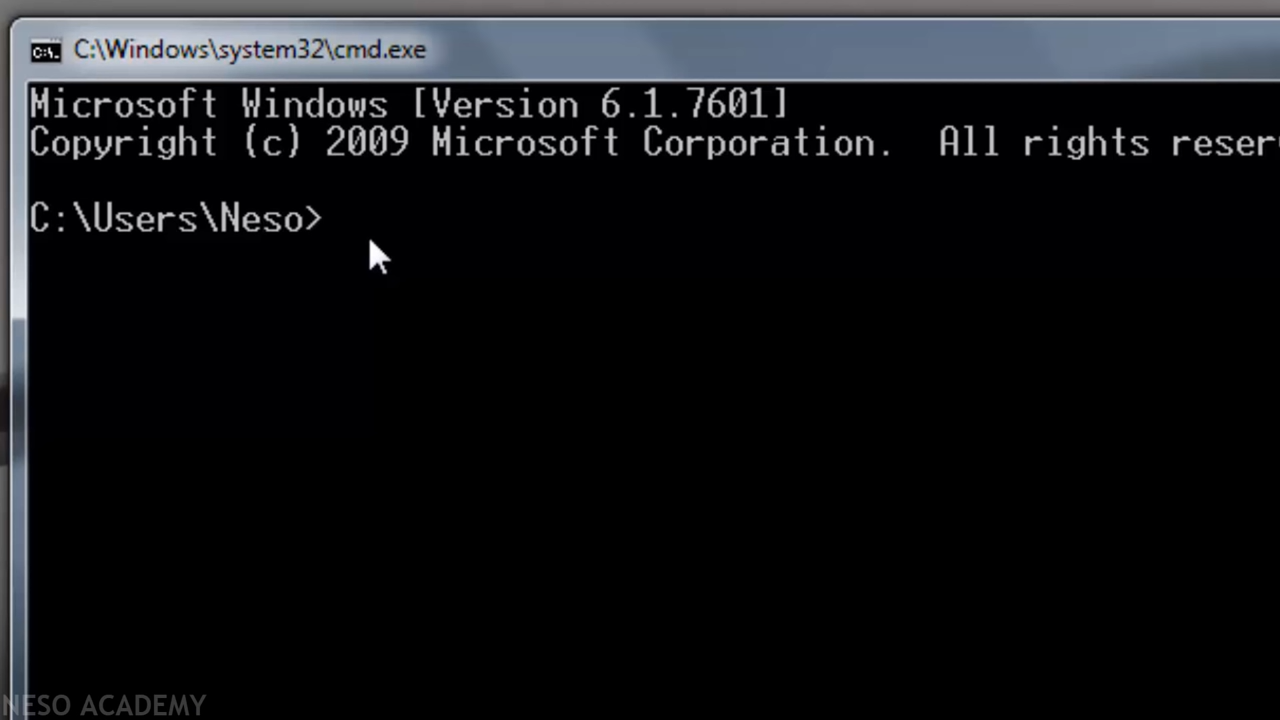 C:\Windows\system32\cmd.exe
Microsoft Windows [Version 6.1.7601]
Copyright (c) 2009 Microsoft Corporation.  All rights
C:\Users\Neso>
NESO ACADEMY